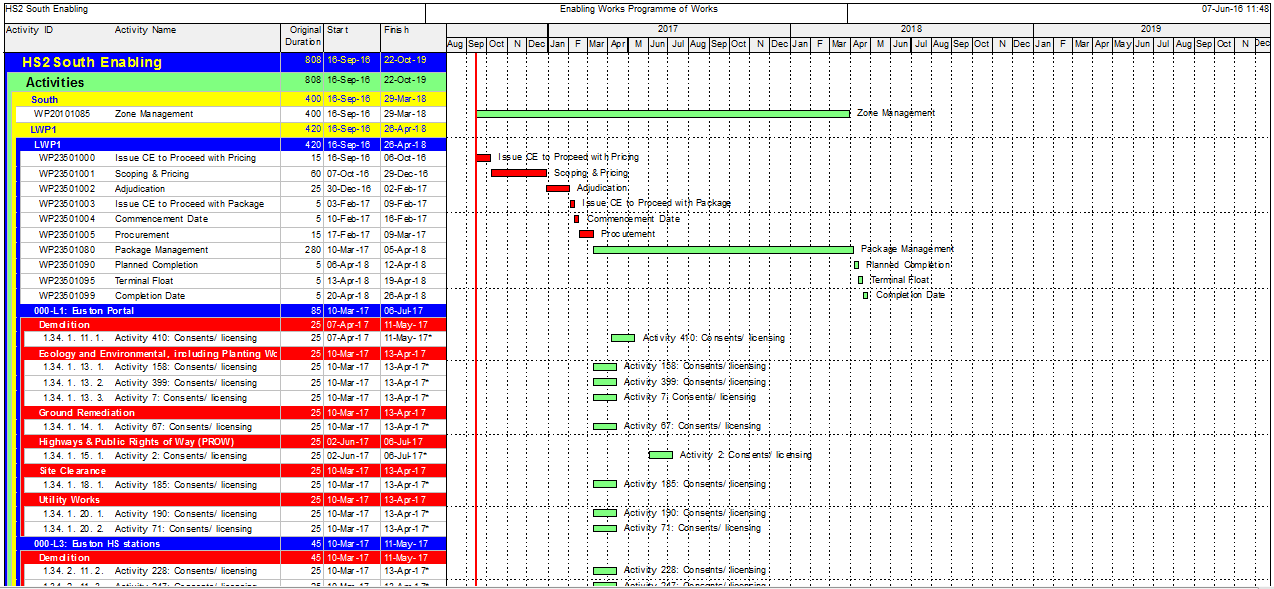 HS2 South Enabling Enabling Works Programme of Works 07-Jun-16 11:48
Activity ID Activity Name Original Duration Start Finish 2017 2018 2019
Aug Sep Oct N Dec Jan F Mar Apr M Jun Jul Aug Sep Oct N Dec Jan F Mar Apr M Jun Jul Aug Sep Oct N Dec Jan F Mar Apr May Jun Jul Aug Sep Oct N Dec
HS2 South Enabling 808 16-Sep-16 22-Oct-19
Activities 808 16-Sep-16 22-Oct-19
South 400 16-Sep-16 29-Mar-18
WP20101085 Zone Management 400 16-Sep-16 29-Mar-18 Zone Management
LWP1 420 16-Sep-16 26-Apr-18
LWP1 420 16-Sep-16 26-Apr-18
WP23501000 Issue CE to Proceed with Pricing 15 16-Sep-16 06-Oct-16 Issue CE to Proceed with Pricing
WP23501001 Scoping & Pricing 60 07-Oct-16 29-Dec-16 Scoping & Pricing
WP23501002 Adjudication 25 30-Dec-16 02-Feb-17 Adjudication
WP23501003 Issue CE to Proceed with Package 5 03-Feb-17 09-Feb-17 Issue CE to Proceed with Package
WP23501004 Commencement Date 5 10-Feb-17 16-Feb-17 Commencement Date
WP23501005 Procurement 15 17-Feb-17 09-Mar-17 Procurement
WP23501080 Package Management 280 10-Mar-17 05-Apr-18 Package Management
WP23501090 Planned Completion 5 06-Apr-18 12-Apr-18 Planned Completion
WP23501095 Terminal Float 5 13-Apr-18 19-Apr-18 Terminal Float
WP23501099 Completion Date 5 20-Apr-18 26-Apr-18 Completion Date
000-L1: Euston Portal 85 10-Mar-17 06-Jul-17
Demolition 25 07-Apr-17 11-May-17
1.34. 1. 11. 1. Activity 410: Consents/ licensing 25 07-Apr-17 11-May-17* Activity 410: Consents/ licensing
Ecology and Environmental, including Planting Wc 25 10-Mar-17 13-Apr-17
1.34. 1. 13. 1. Activity 158: Consents/ licensing 25 10-Mar-17 13-Apr-17* Activity 158: Consents/ licensing
1.34. 1. 13. 2. Activity 399: Consents/ licensing 25 10-Mar-17 13-Apr-17* Activity 399: Consents/ licensing
1.34. 1. 13. 3. Activity 7: Consents/ licensing 25 10-Mar-17 13-Apr-17* Activity 7: Consents/ licensing
Ground Remediation 25 10-Mar-17 13-Apr-17
1.34. 1. 14. 1. Activity 67: Consents/ licensing 25 10-Mar-17 13-Apr-17* Activity 67: Consents/ licensing
Highways & Public Rights of Way (PROW) 25 02-Jun-17 06-Jul-17
1.34. 1. 15. 1. Activity 2: Consents/ licensing 25 02-Jun-17 06-Jul-17* Activity 2: Consents/ licensing
Site Clearance 25 10-Mar-17 13-Apr-17
1.34. 1. 18. 1. Activity 185: Consents/ licensing 25 10-Mar-17 13-Apr-17* Activity 185: Consents/ licensing
Utility Works 25 10-Mar-17 13-Apr-17
1.34. 1. 20. 1. Activity 190: Consents/ licensing 25 10-Mar-17 13-Apr-17* Activity 190: Consents/ licensing
1.34. 1. 20. 2. Activity 71: Consents/ licensing 25 10-Mar-17 13-Apr-17* Activity 71: Consents/ licensing
000-L3: Euston HS stations 45 10-Mar-17 11-May-17
Demolition 45 10-Mar-17 11-May-17
1.34. 2. 11. 2. Activity 228: Consents/ licensing 25 10-Mar-17 13-Apr-17* Activity 228: Consents/ licensing